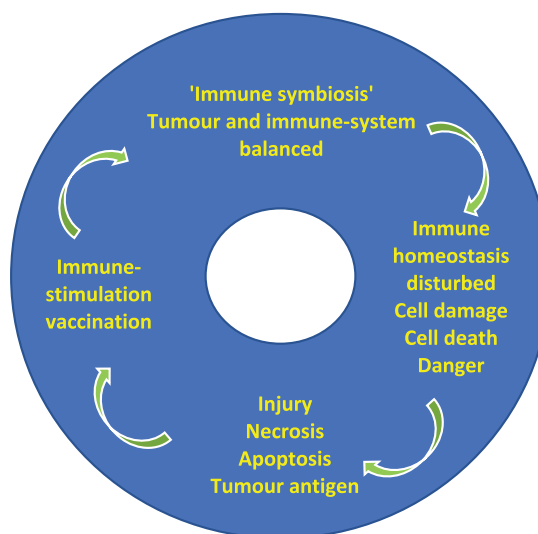 'Immune symbiosis'
Tumour and immune-system
balanced
Immune
homeostasis
disturbed
Cell damage
Cell death
Danger
Injury
Necrosis
Apoptosis
Tumour antigen
Immune-
stimulation
vaccination